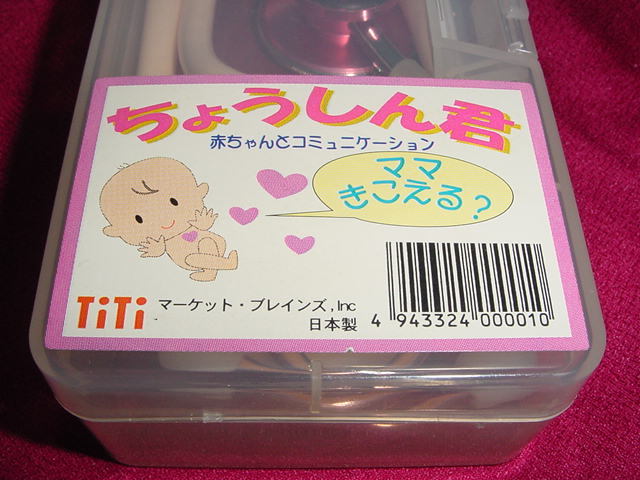 ちょうしん君
赤ちゃんとコミュニケーション
ママ
きこえる?
TiTi
マーケット・ブレインズ,Inc
日本製
4 943324 000010